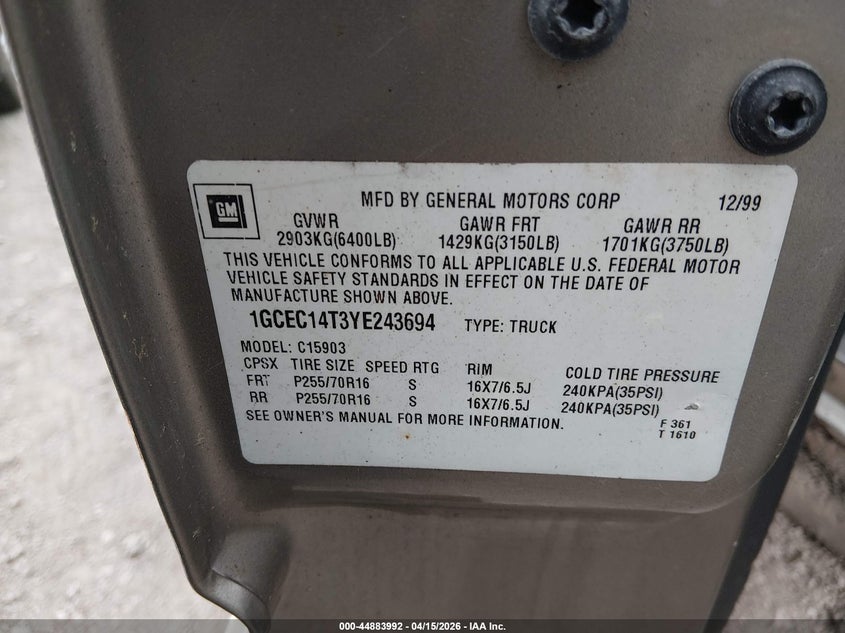 GM
MFD BY GENERAL MOTORS CORP 12/99
GVWR GAWR FRT GAWR RR
2903KG(6400LB) 1429KG(3150LB) 1701KG(3750LB)
THIS VEHICLE CONFORMS TO ALL APPLICABLE U.S. FEDERAL MOTOR
VEHICLE SAFETY STANDARDS IN EFFECT ON THE DATE OF
MANUFACTURE SHOWN ABOVE.
1GCEC14T3YE243694 TYPE: TRUCK
MODEL: C15903
CPSX TIRE SIZE SPEED RTG RIM COLD TIRE PRESSURE
FRT P255/70R16 S 16X7/6.5J 240KPA(35PSI)
RR P255/70R16 S 16X7/6.5J 240KPA(35PSI)
SEE OWNER'S MANUAL FOR MORE INFORMATION.
F 361
T 1610
000-44883992 - 04/15/2026 - IAA Inc.